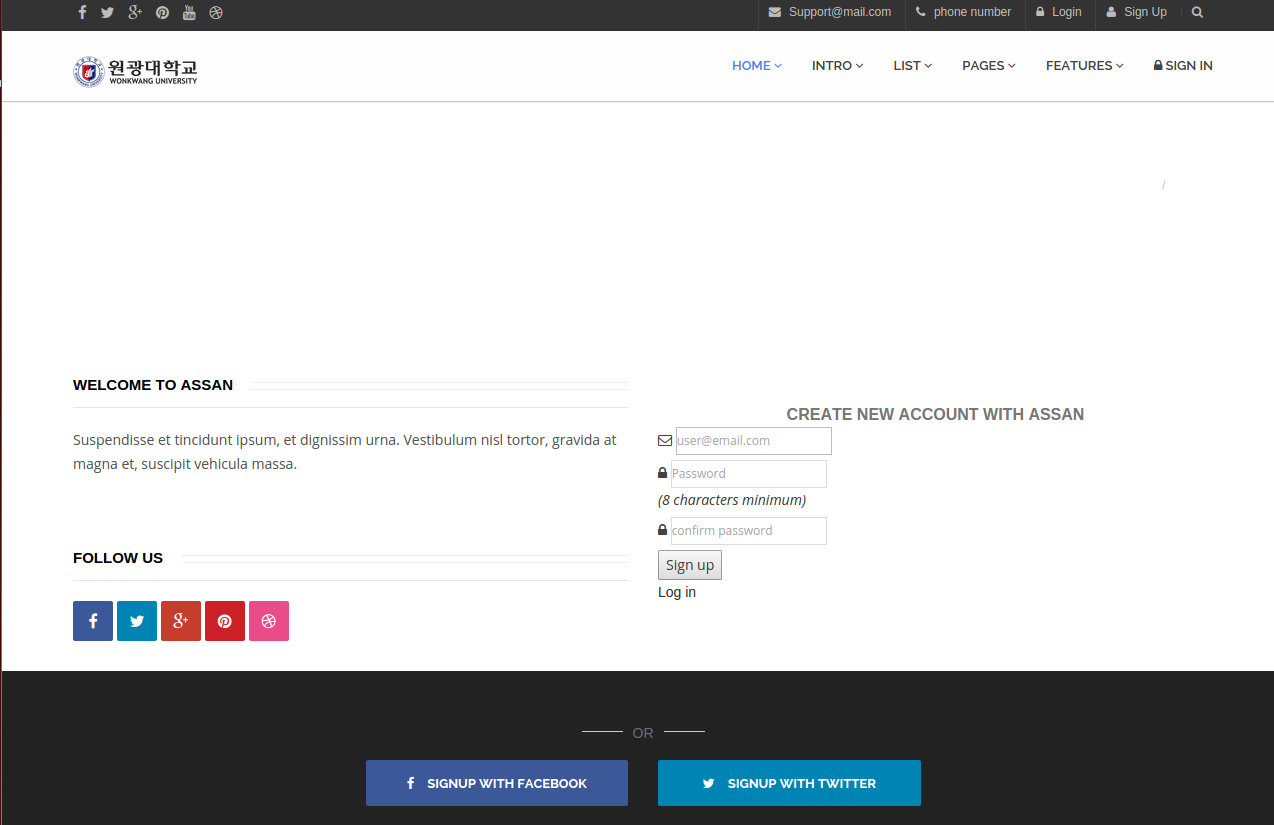 Support@mail.com
phone number
Login
Sign Up
원광대학교
WONKWANG UNIVERSITY
HOME
INTRO
LIST
PAGES
FEATURES
SIGN IN
/
WELCOME TO ASSAN
Suspendisse et tincidunt ipsum, et dignissim urna. Vestibulum nisl tortor, gravida at
magna et, suscipit vehicula massa.
FOLLOW US
CREATE NEW ACCOUNT WITH ASSAN
user@email.com
Password
(8 characters minimum)
confirm password
Sign up
Log in
OR
SIGNUP WITH FACEBOOK
SIGNUP WITH TWITTER